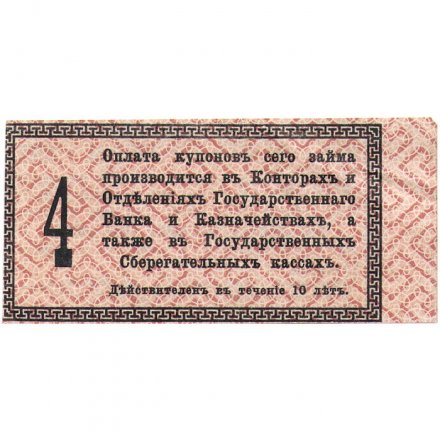 4
Оплата купоновъ сего займа
производится въ Конторахъ и
Отдѣленіяхъ Государственнаго
Банка и Казначействахъ, а
также въ Государственныхъ
Сберегательныхъ кассахъ.
Дѣйствителенъ въ теченіе 10 лѣтъ.